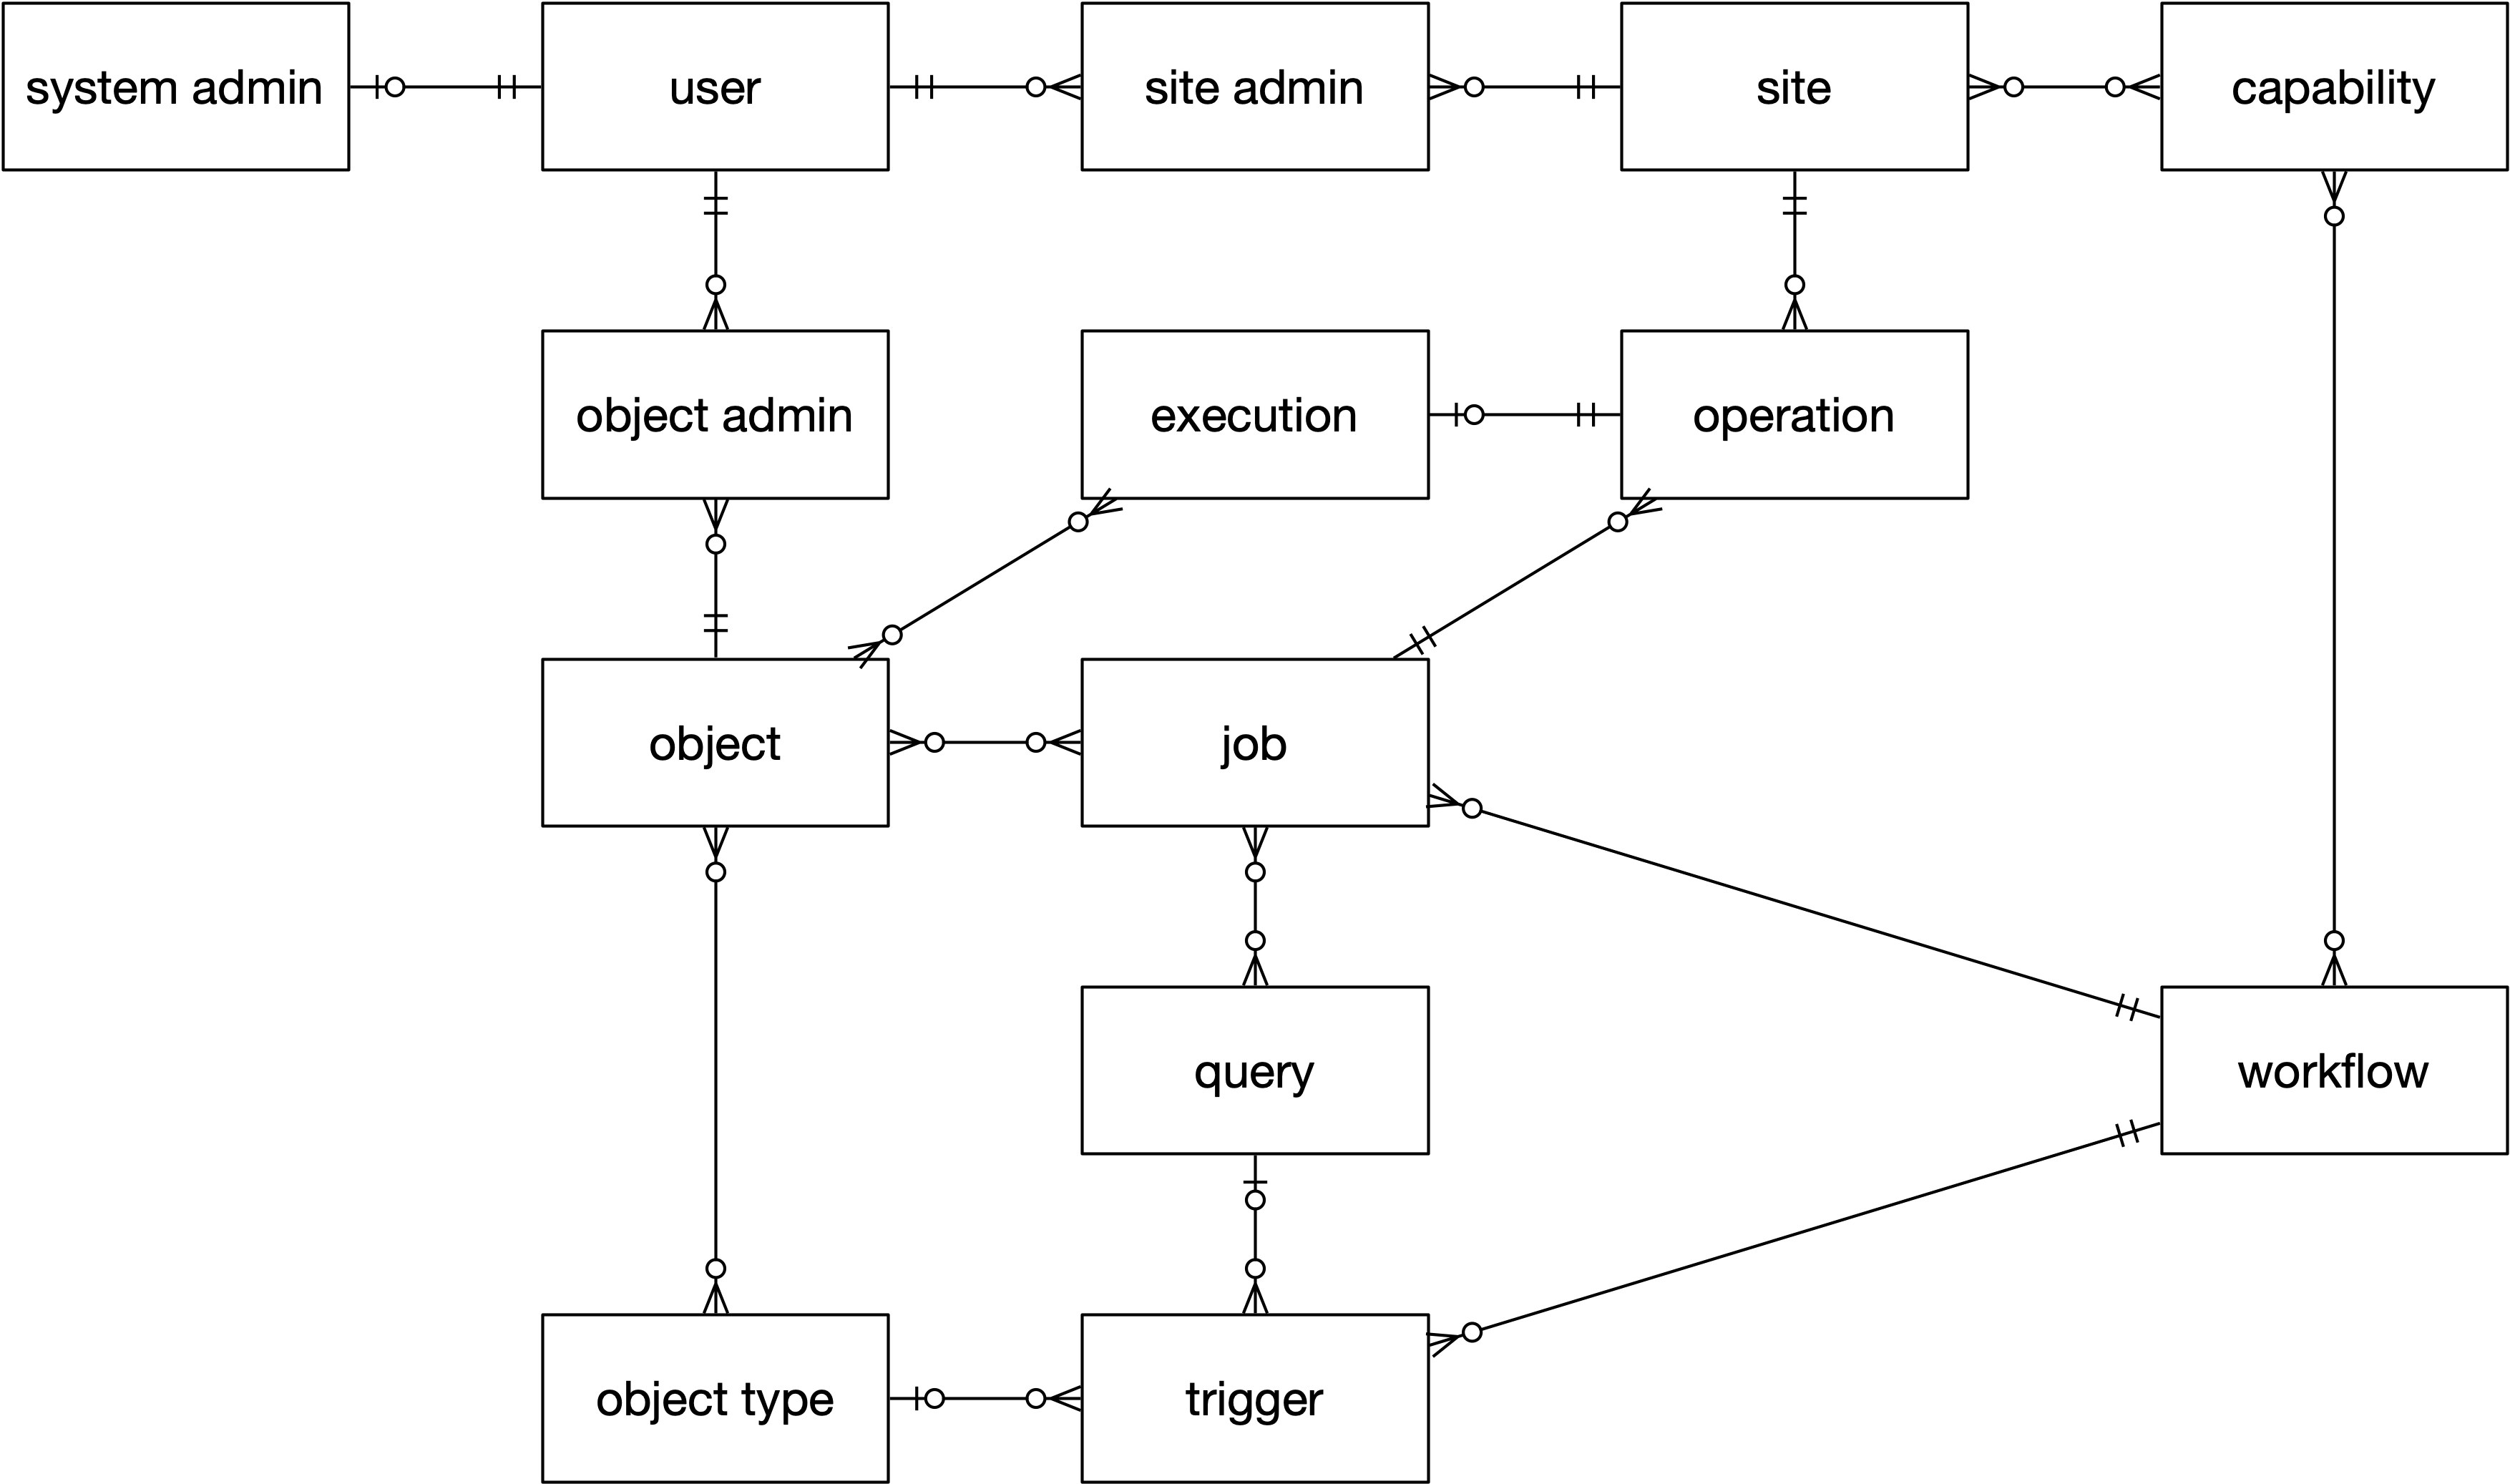 system admin
user
site admin
site
capability
object admin
execution
operation
object
job
query
workflow
object type
trigger